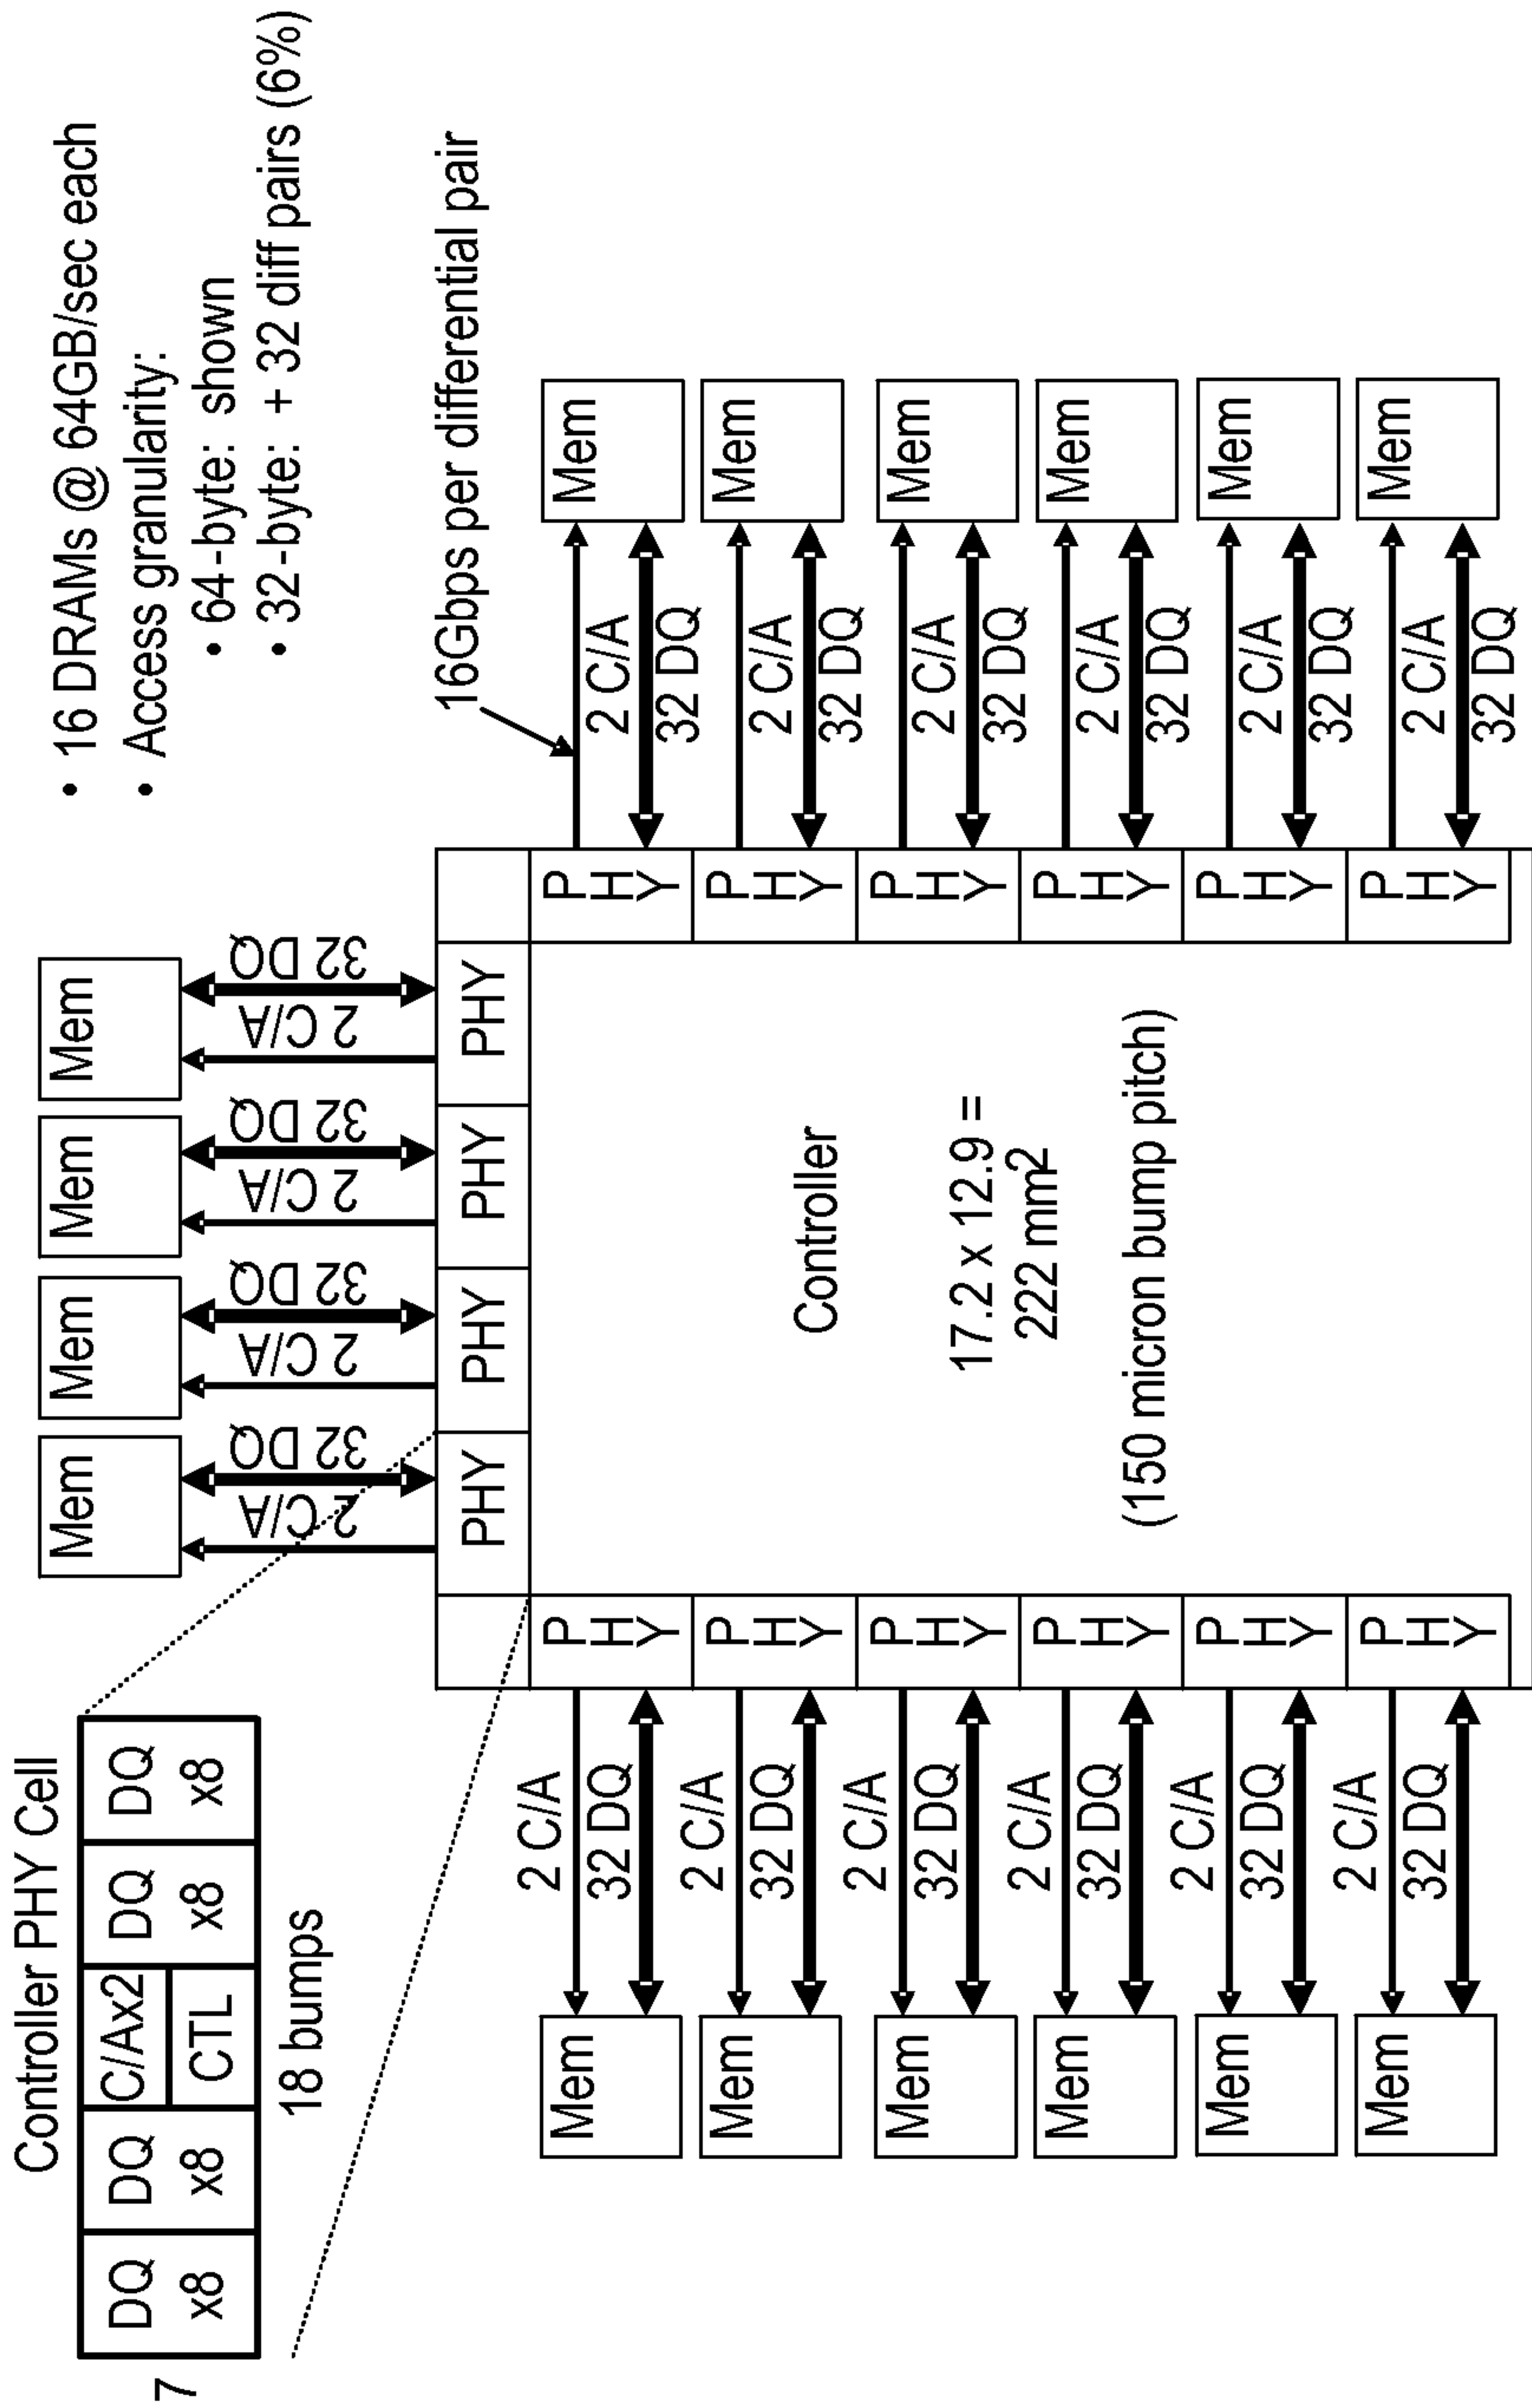 Controller PHY Cell
DQ
x8
DQ
x8
C/Ax2
CTL
DQ
x8
DQ
x8
7
18 bumps
• 16 DRAMs @ 64GB/sec each
• Access granularity:
• 64-byte: shown
• 32-byte: + 32 diff pairs (6%)
16Gbps per differential pair
Mem
Mem
Mem
Mem
2 C/A
32 DQ
2 C/A
32 DQ
2 C/A
32 DQ
2 C/A
32 DQ
PHY
PHY
PHY
PHY
Mem
2 C/A
32 DQ
PHY
PHY
2 C/A
32 DQ
Mem
Mem
2 C/A
32 DQ
PHY
PHY
2 C/A
32 DQ
Mem
Mem
2 C/A
32 DQ
PHY
PHY
2 C/A
32 DQ
Mem
Mem
2 C/A
32 DQ
PHY
PHY
2 C/A
32 DQ
Mem
Mem
2 C/A
32 DQ
PHY
PHY
2 C/A
32 DQ
Mem
Mem
2 C/A
32 DQ
PHY
PHY
2 C/A
32 DQ
Mem
Controller
17.2 x 12.9 =
222 mm2
(150 micron bump pitch)